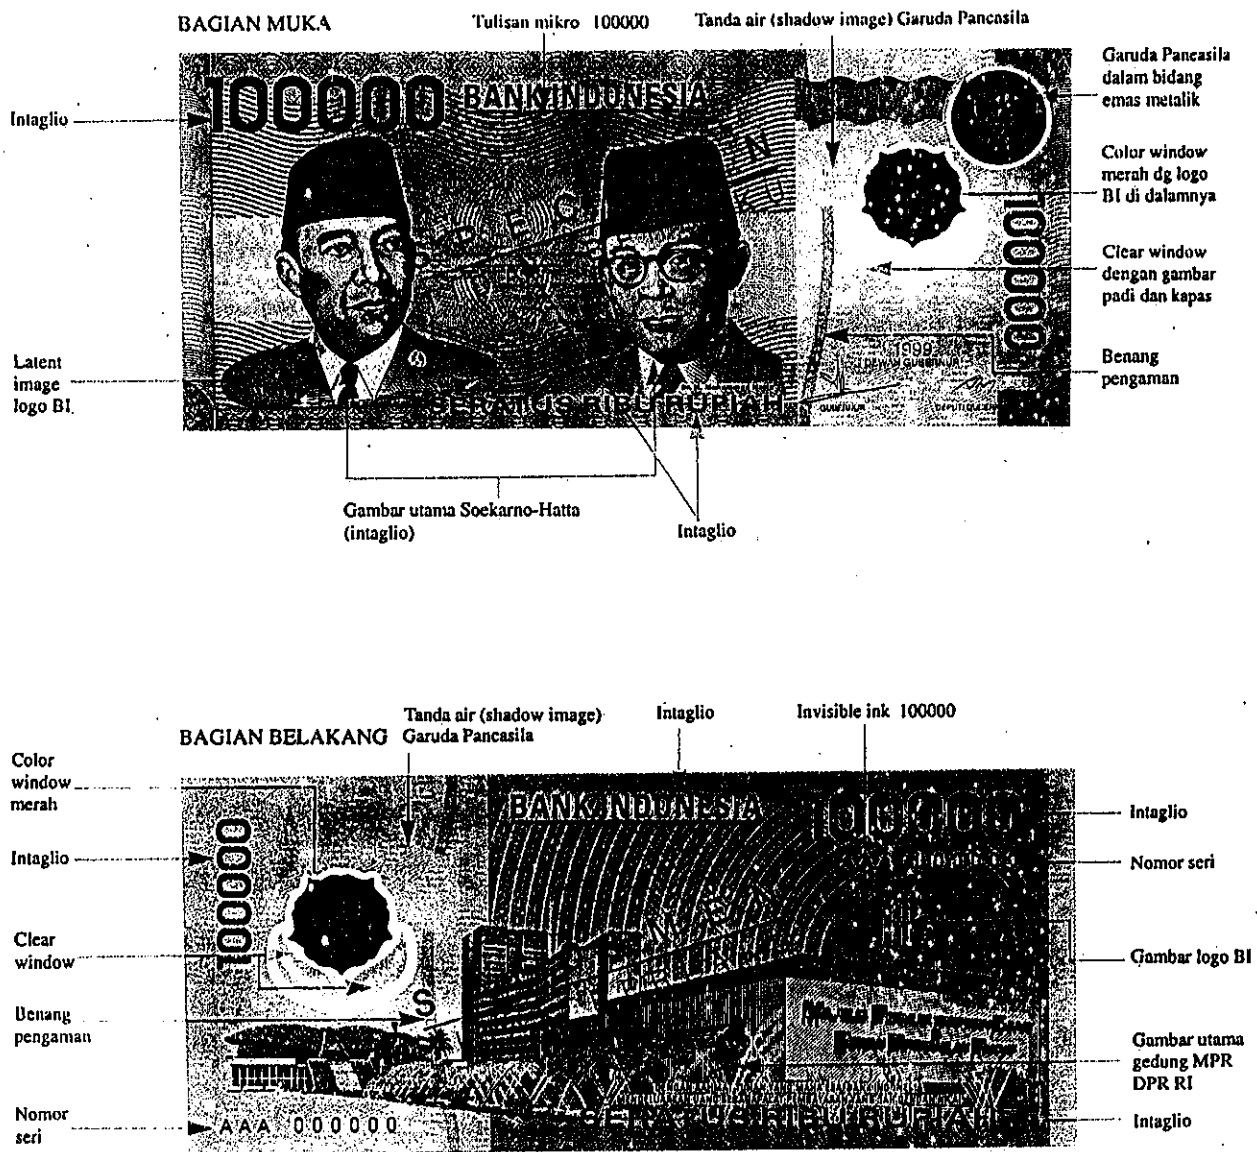 BAGIAN MUKA
Tulisan mikro 100000
Tanda air (shadow image) Garuda Pancasila
Garuda Pancasila
dalam bidang
emas metalik
Intaglio
100000
BANK INDONESIA
Color window
merah dg logo
BI di dalamnya
100000
Clear window
dengan gambar
padi dan kapas
Latent
image
logo BI
1999
DEWAN GUBERNUR
GUBERNUR
SERATUS RIBU RUPIAH
Benang
pengaman
Gambar utama Soekarno-Hatta
(intaglio)
Intaglio
BAGIAN BELAKANG
Tanda air (shadow image)
Garuda Pancasila
Intaglio
Invisible ink 100000
Color
window
merah
BANK INDONESIA
100000
Intaglio
Intaglio
100000
Nomor seri
Clear
window
Gambar logo BI
Benang
pengaman
Gambar utama
gedung MPR
DPR RI
Nomor
seri
AAA 000000
SERATUS RIBU RUPIAH
Intaglio